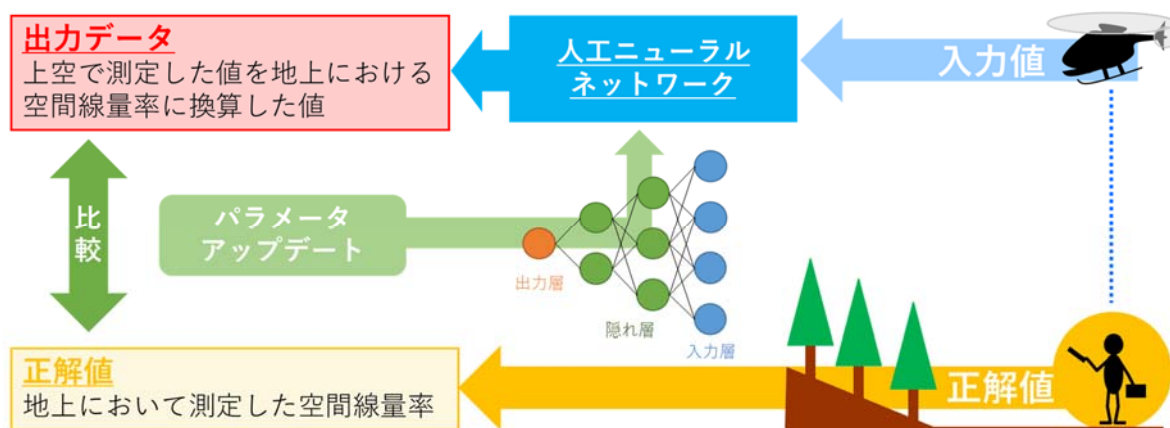 出力データ
上空で測定した値を地上における
空間線量率に換算した値
人工ニューラル
ネットワーク
入力値
比較
パラメータ
アップデート
出力層
隠れ層
入力層
正解値
地上において測定した空間線量率
正解値